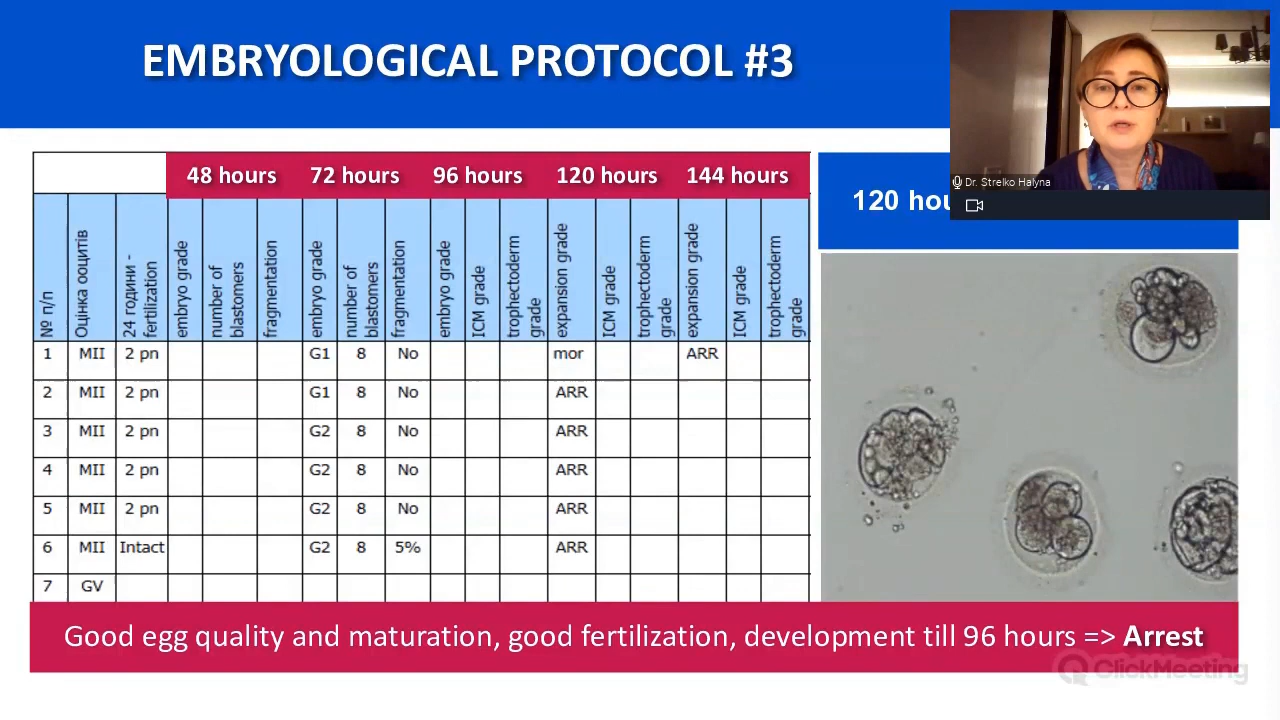 EMBRYOLOGICAL PROTOCOL #3
Dr. Strelko Halyna
120
48 hours 72 hours 96 hours 120 hours 144 hours
№ п/п Оцінка ооцитів 24 години - fertilization embryo grade number of blastomers fragmentation embryo grade number of blastomers fragmentation embryo grade ICM grade trophectoderm grade expansion grade ICM grade trophectoderm grade expansion grade ICM grade trophectoderm grade
1 MII 2 pn G1 8 No mor ARR
2 MII 2 pn G1 8 No ARR
3 MII 2 pn G2 8 No ARR
4 MII 2 pn G2 8 No ARR
5 MII 2 pn G2 8 No ARR
6 MII Intact G2 8 5% ARR
7 GV
Good egg quality and maturation, good fertilization, development till 96 hours => Arrest
ClickMeeting